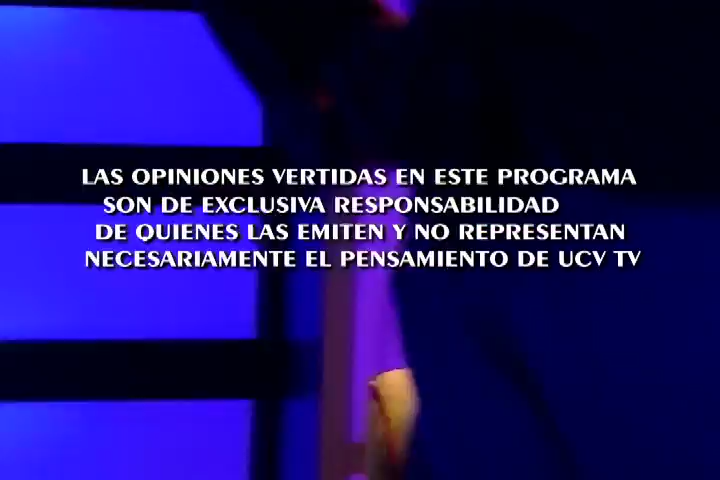 LAS OPINIONES VERTIDAS EN ESTE PROGRAMA
SON DE EXCLUSIVA RESPONSABILIDAD
DE QUIENES LAS EMITEN Y NO REPRESENTAN
NECESARIAMENTE EL PENSAMIENTO DE UCV TV